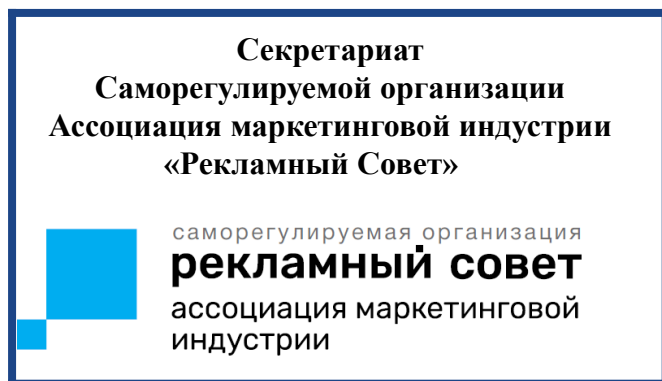 Секретариат
Саморегулируемой организации
Ассоциация маркетинговой индустрии
«Рекламный Совет»
саморегулируемая организация
рекламный совет
ассоциация маркетинговой
индустрии